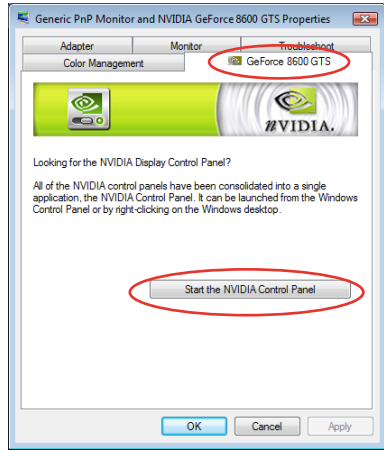 Generic PnP Monitor and NVIDIA GeForce 8600 GTS Properties
Adapter Monitor Troubleshoot
Color Management GeForce 8600 GTS
NVIDIA.
Looking for the NVIDIA Display Control Panel?
All of the NVIDIA control panels have been consolidated into a single
application, the NVIDIA Control Panel. It can be launched from the Windows
Control Panel or by right-clicking on the Windows desktop.
Start the NVIDIA Control Panel
OK Cancel Apply